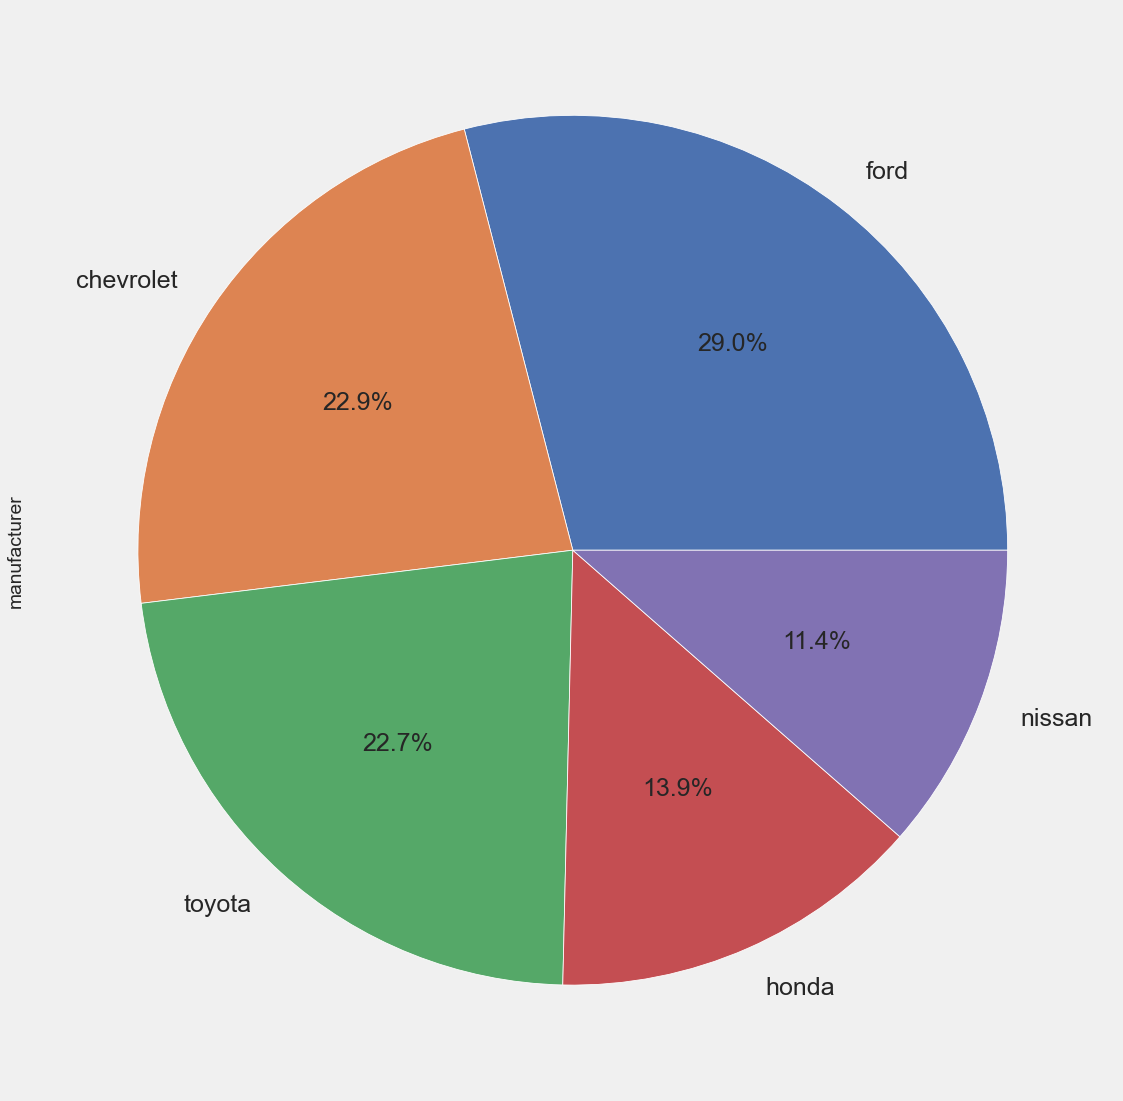 ford
29.0%
chevrolet
22.9%
manufacturer
11.4%
nissan
22.7%
13.9%
toyota
honda